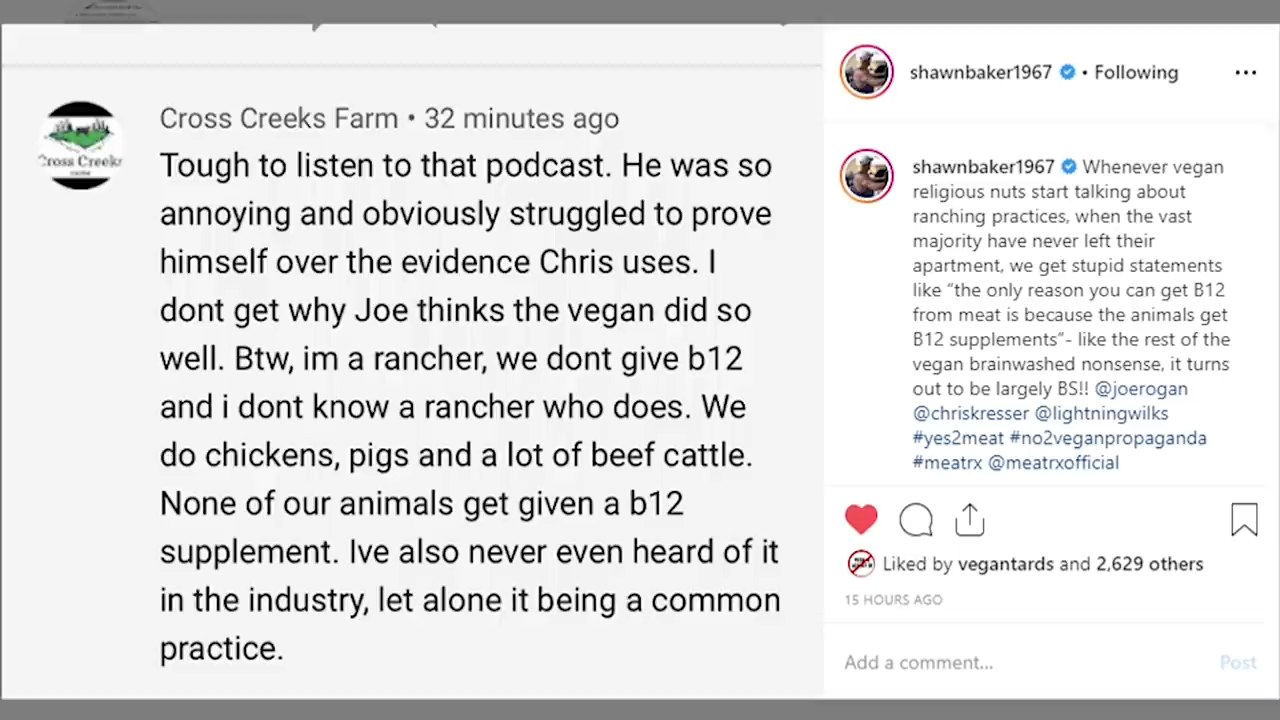 Cross Creeks Farm • 32 minutes ago
Tough to listen to that podcast. He was so
annoying and obviously struggled to prove
himself over the evidence Chris uses. I
dont get why Joe thinks the vegan did so
well. Btw, im a rancher, we dont give b12
and i dont know a rancher who does. We
do chickens, pigs and a lot of beef cattle.
None of our animals get given a b12
supplement. Ive also never even heard of it
in the industry, let alone it being a common
practice.
Cross Creeks
shawnbaker1967 • Following
shawnbaker1967 Whenever vegan
religious nuts start talking about
ranching practices, when the vast
majority have never left their
apartment, we get stupid statements
like “the only reason you can get B12
from meat is because the animals get
B12 supplements”- like the rest of the
vegan brainwashed nonsense, it turns
out to be largely BS!! @joerogan
@chriskresser @lightningwilks
#yes2meat #no2veganpropaganda
#meatrx @meatrxofficial
Liked by vegantards and 2,629 others
15 HOURS AGO
Add a comment... Post